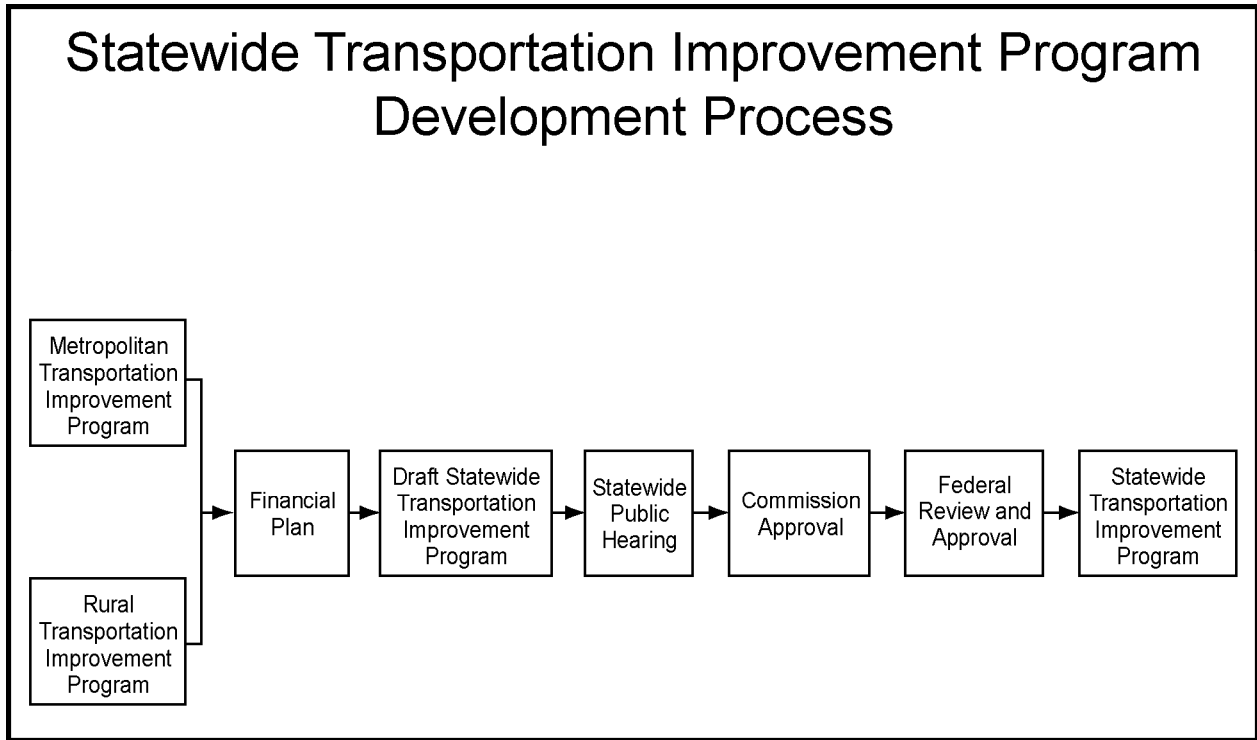 Statewide Transportation Improvement Program
Development Process
Metropolitan
Transportation
Improvement
Program
Rural
Transportation
Improvement
Program
Financial
Plan
Draft Statewide
Transportation
Improvement
Program
Statewide
Public
Hearing
Commission
Approval
Federal
Review and
Approval
Statewide
Transportation
Improvement
Program